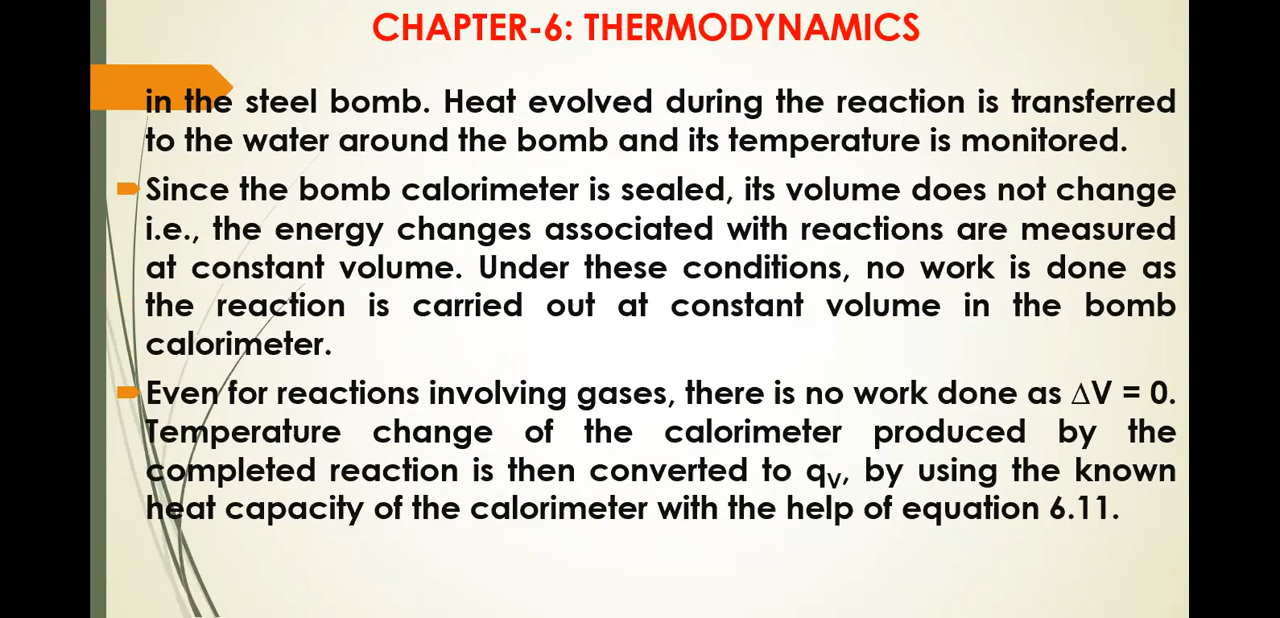 CHAPTER-6: THERMODYNAMICS
in the steel bomb. Heat evolved during the reaction is transferred
to the water around the bomb and its temperature is monitored.
Since the bomb calorimeter is sealed, its volume does not change
i.e., the energy changes associated with reactions are measured
at constant volume. Under these conditions, no work is done as
the reaction is carried out at constant volume in the bomb
calorimeter.
Even for reactions involving gases, there is no work done as ∆V = 0.
Temperature change of the calorimeter produced by the
completed reaction is then converted to qV, by using the known
heat capacity of the calorimeter with the help of equation 6.11.